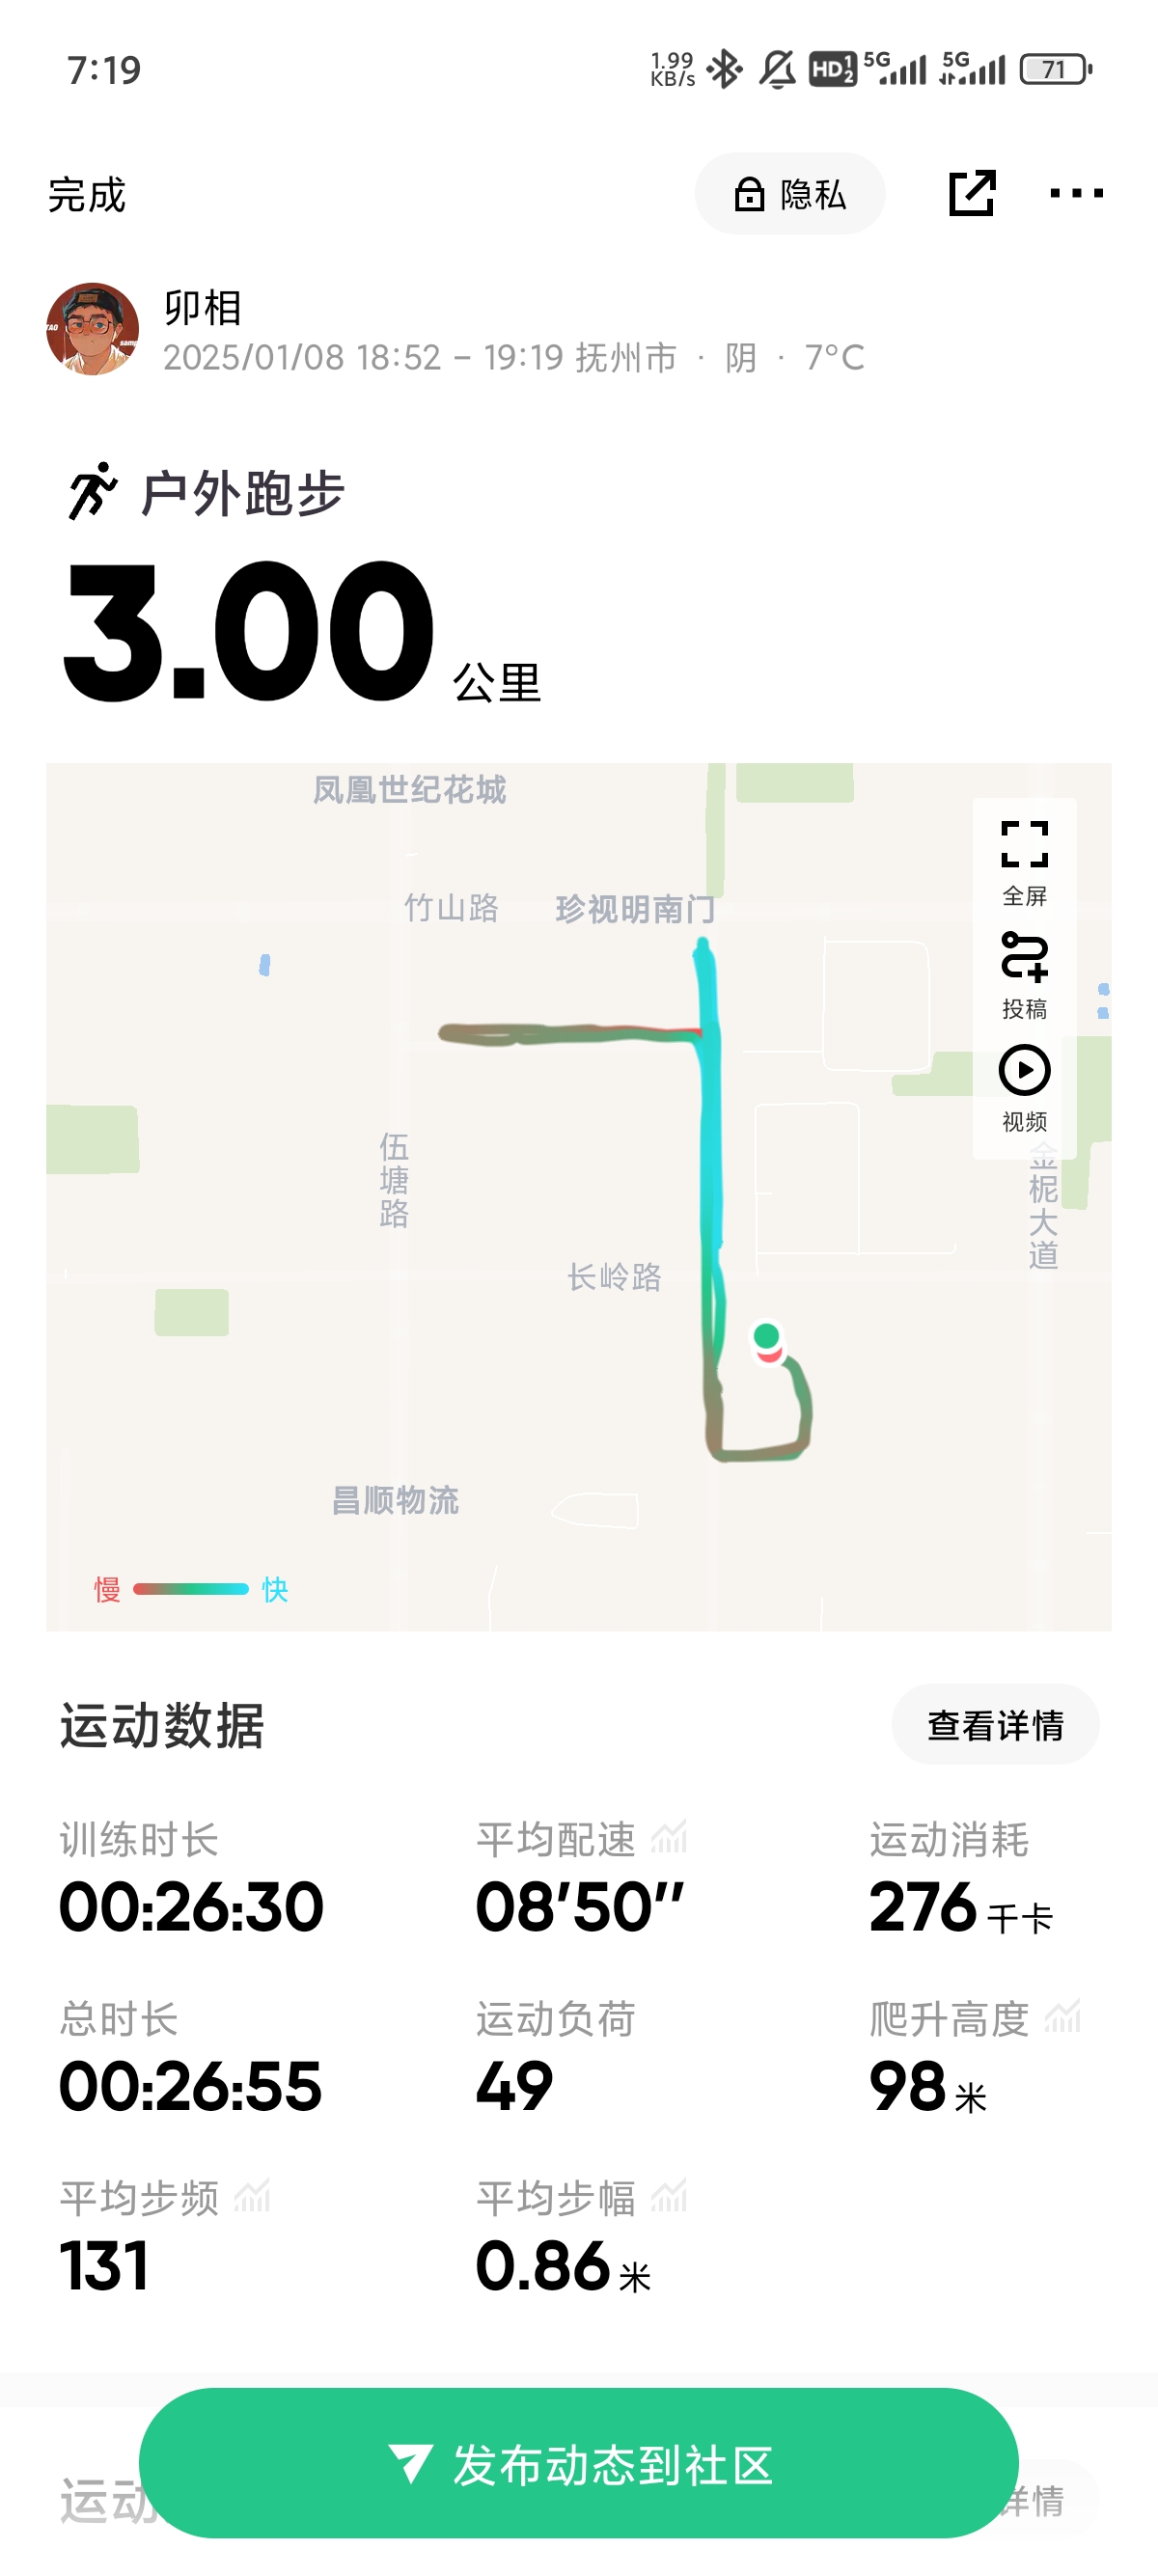 7:19
1.99 KB/s HD 1 2 5G 5G 71
完成 隐私
卯相
2025/01/08 18:52 – 19:19 抚州市 · 阴 · 7°C
户外跑步
3.00 公里
凤凰世纪花城
全屏
竹山路 珍视明南门
投稿
视频
伍塘路
金柅大道
长岭路
昌顺物流
慢 快
运动数据 查看详情
训练时长 平均配速 运动消耗
00:26:30 08'50" 276 千卡
总时长 运动负荷 爬升高度
00:26:55 49 98 米
平均步频 平均步幅
131 0.86 米
发布动态到社区
运动 详情